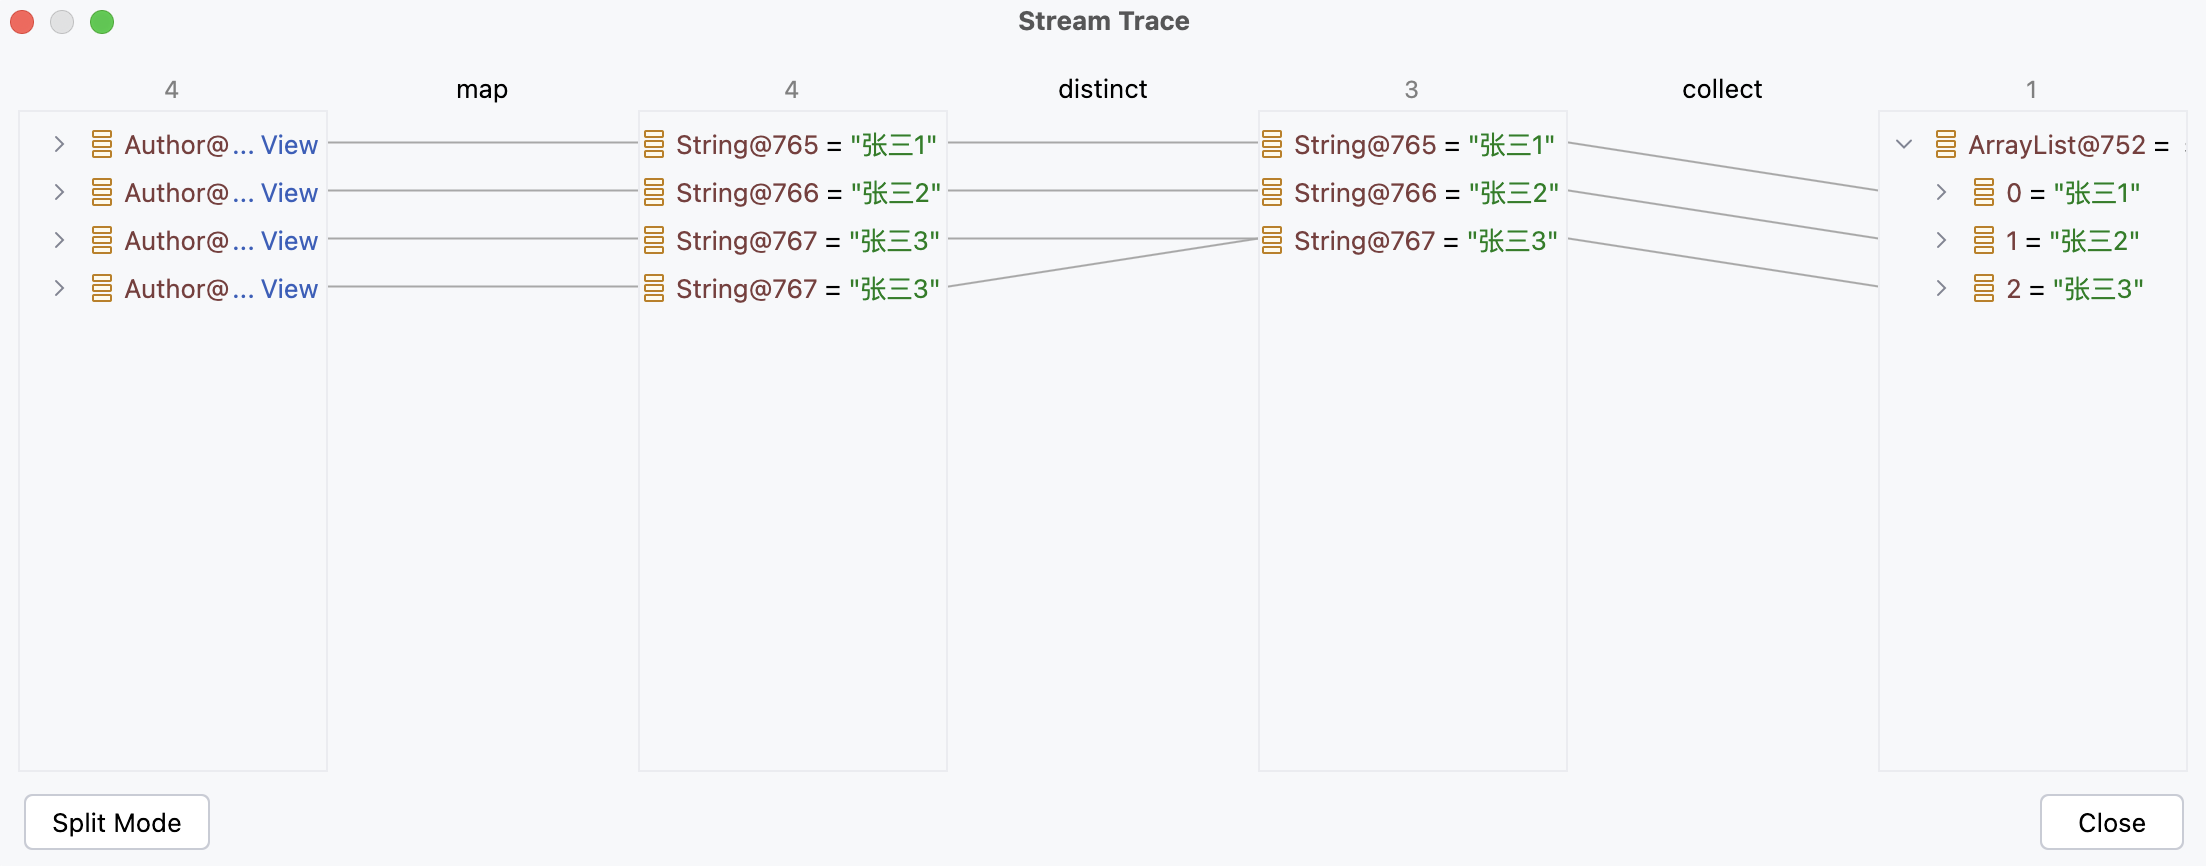 Stream Trace
4 map 4 distinct 3 collect 1
Author@... View String@765 = "张三1" String@765 = "张三1" ArrayList@752 =
Author@... View String@766 = "张三2" String@766 = "张三2" 0 = "张三1"
Author@... View String@767 = "张三3" String@767 = "张三3" 1 = "张三2"
Author@... View String@767 = "张三3" 2 = "张三3"
Split Mode Close